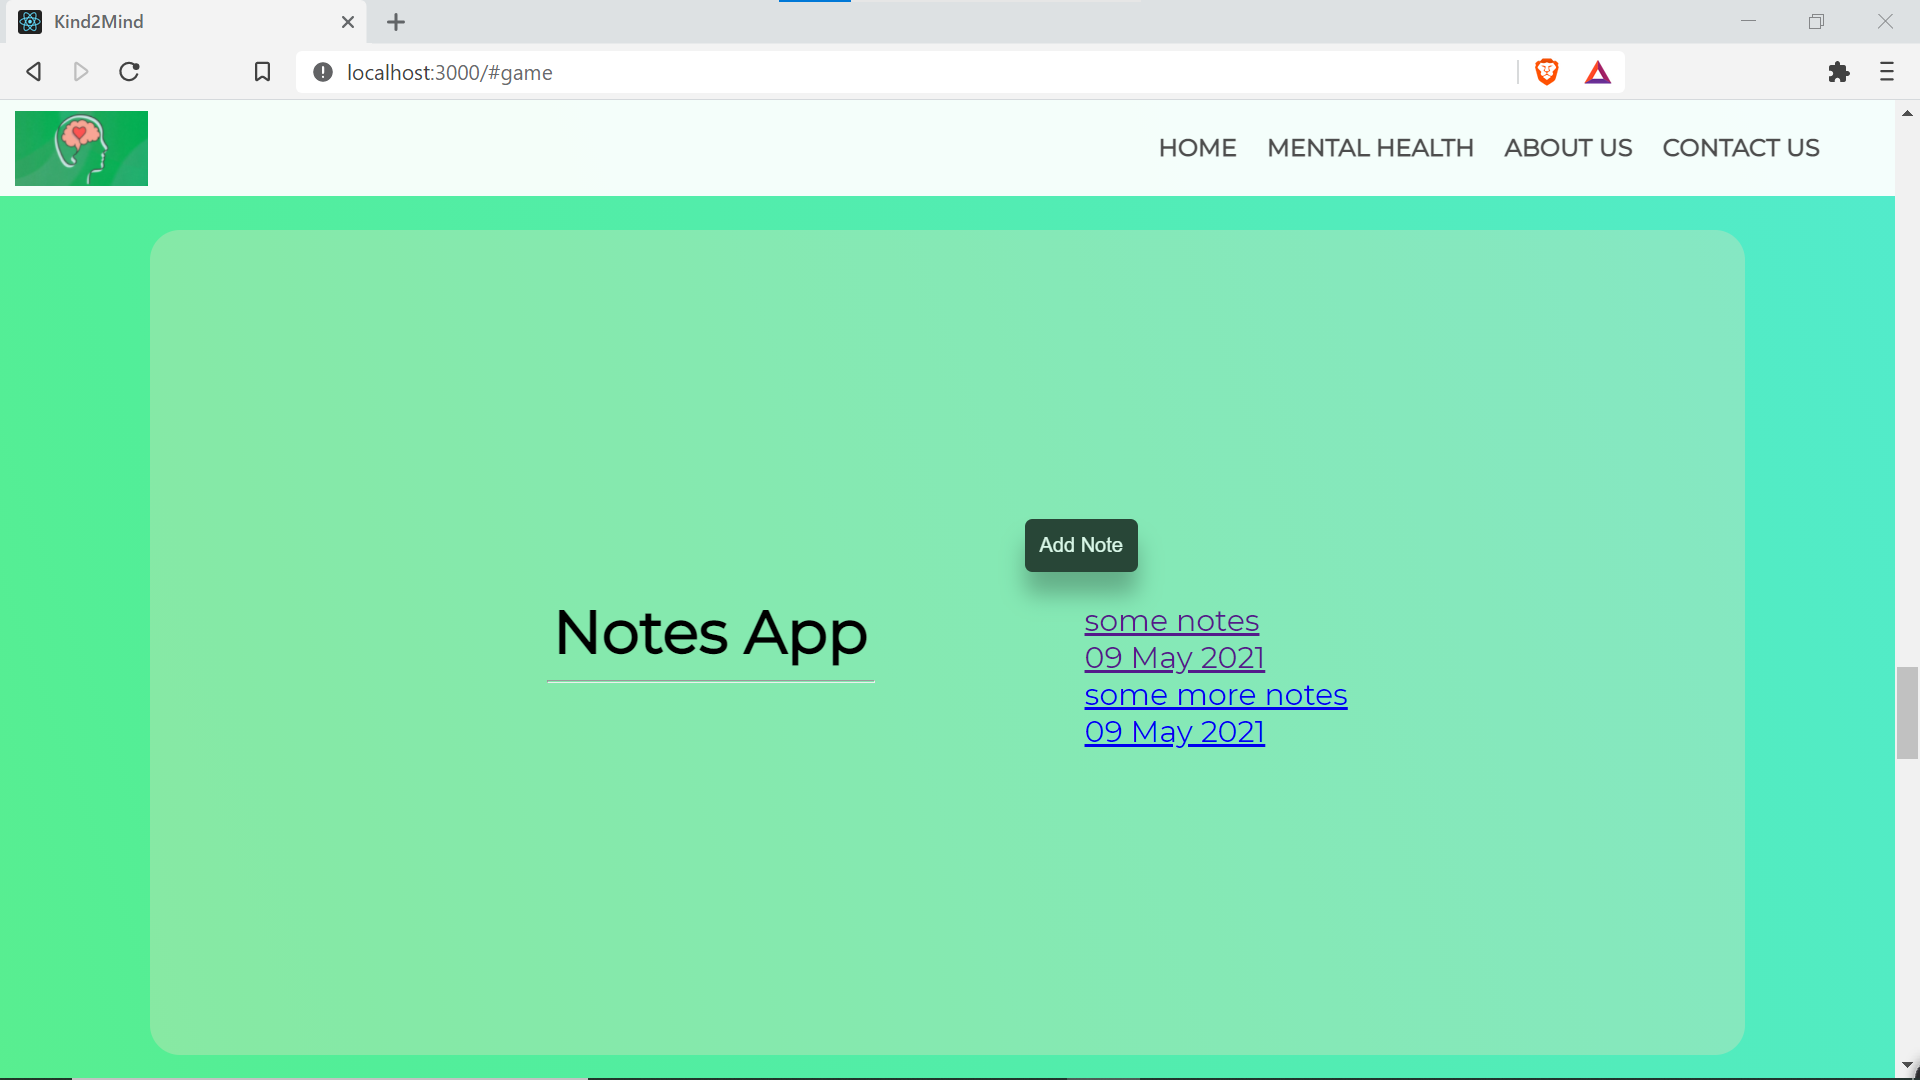 Kind2Mind
localhost:3000/#game
HOME MENTAL HEALTH ABOUT US CONTACT US
Add Note
Notes App
some notes
09 May 2021
some more notes
09 May 2021